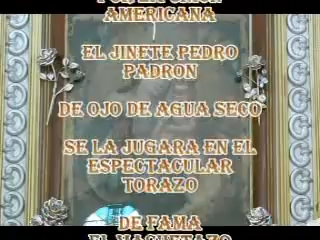 AMERICANA
EL JINETE PEDRO
PADRON
DE OJO DE AGUA SECO
SE LA JUGARA EN EL
ESPECTACULAR
TORAZO
DE FAMA
EL